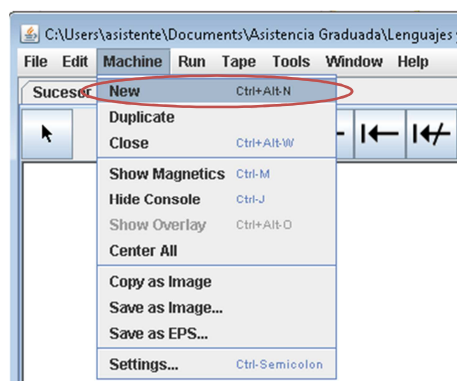 C:\Users\asistente\Documents\Asistencia Graduada\Lenguajes y
File Edit Machine Run Tape Tools Window Help
Sucesor
New Ctrl+Alt-N
Duplicate
Close Ctrl+Alt-W
Show Magnetics Ctrl-M
Hide Console Ctrl-J
Show Overlay Ctrl+Alt-O
Center All
Copy as Image
Save as Image...
Save as EPS...
Settings... Ctrl-Semicolon